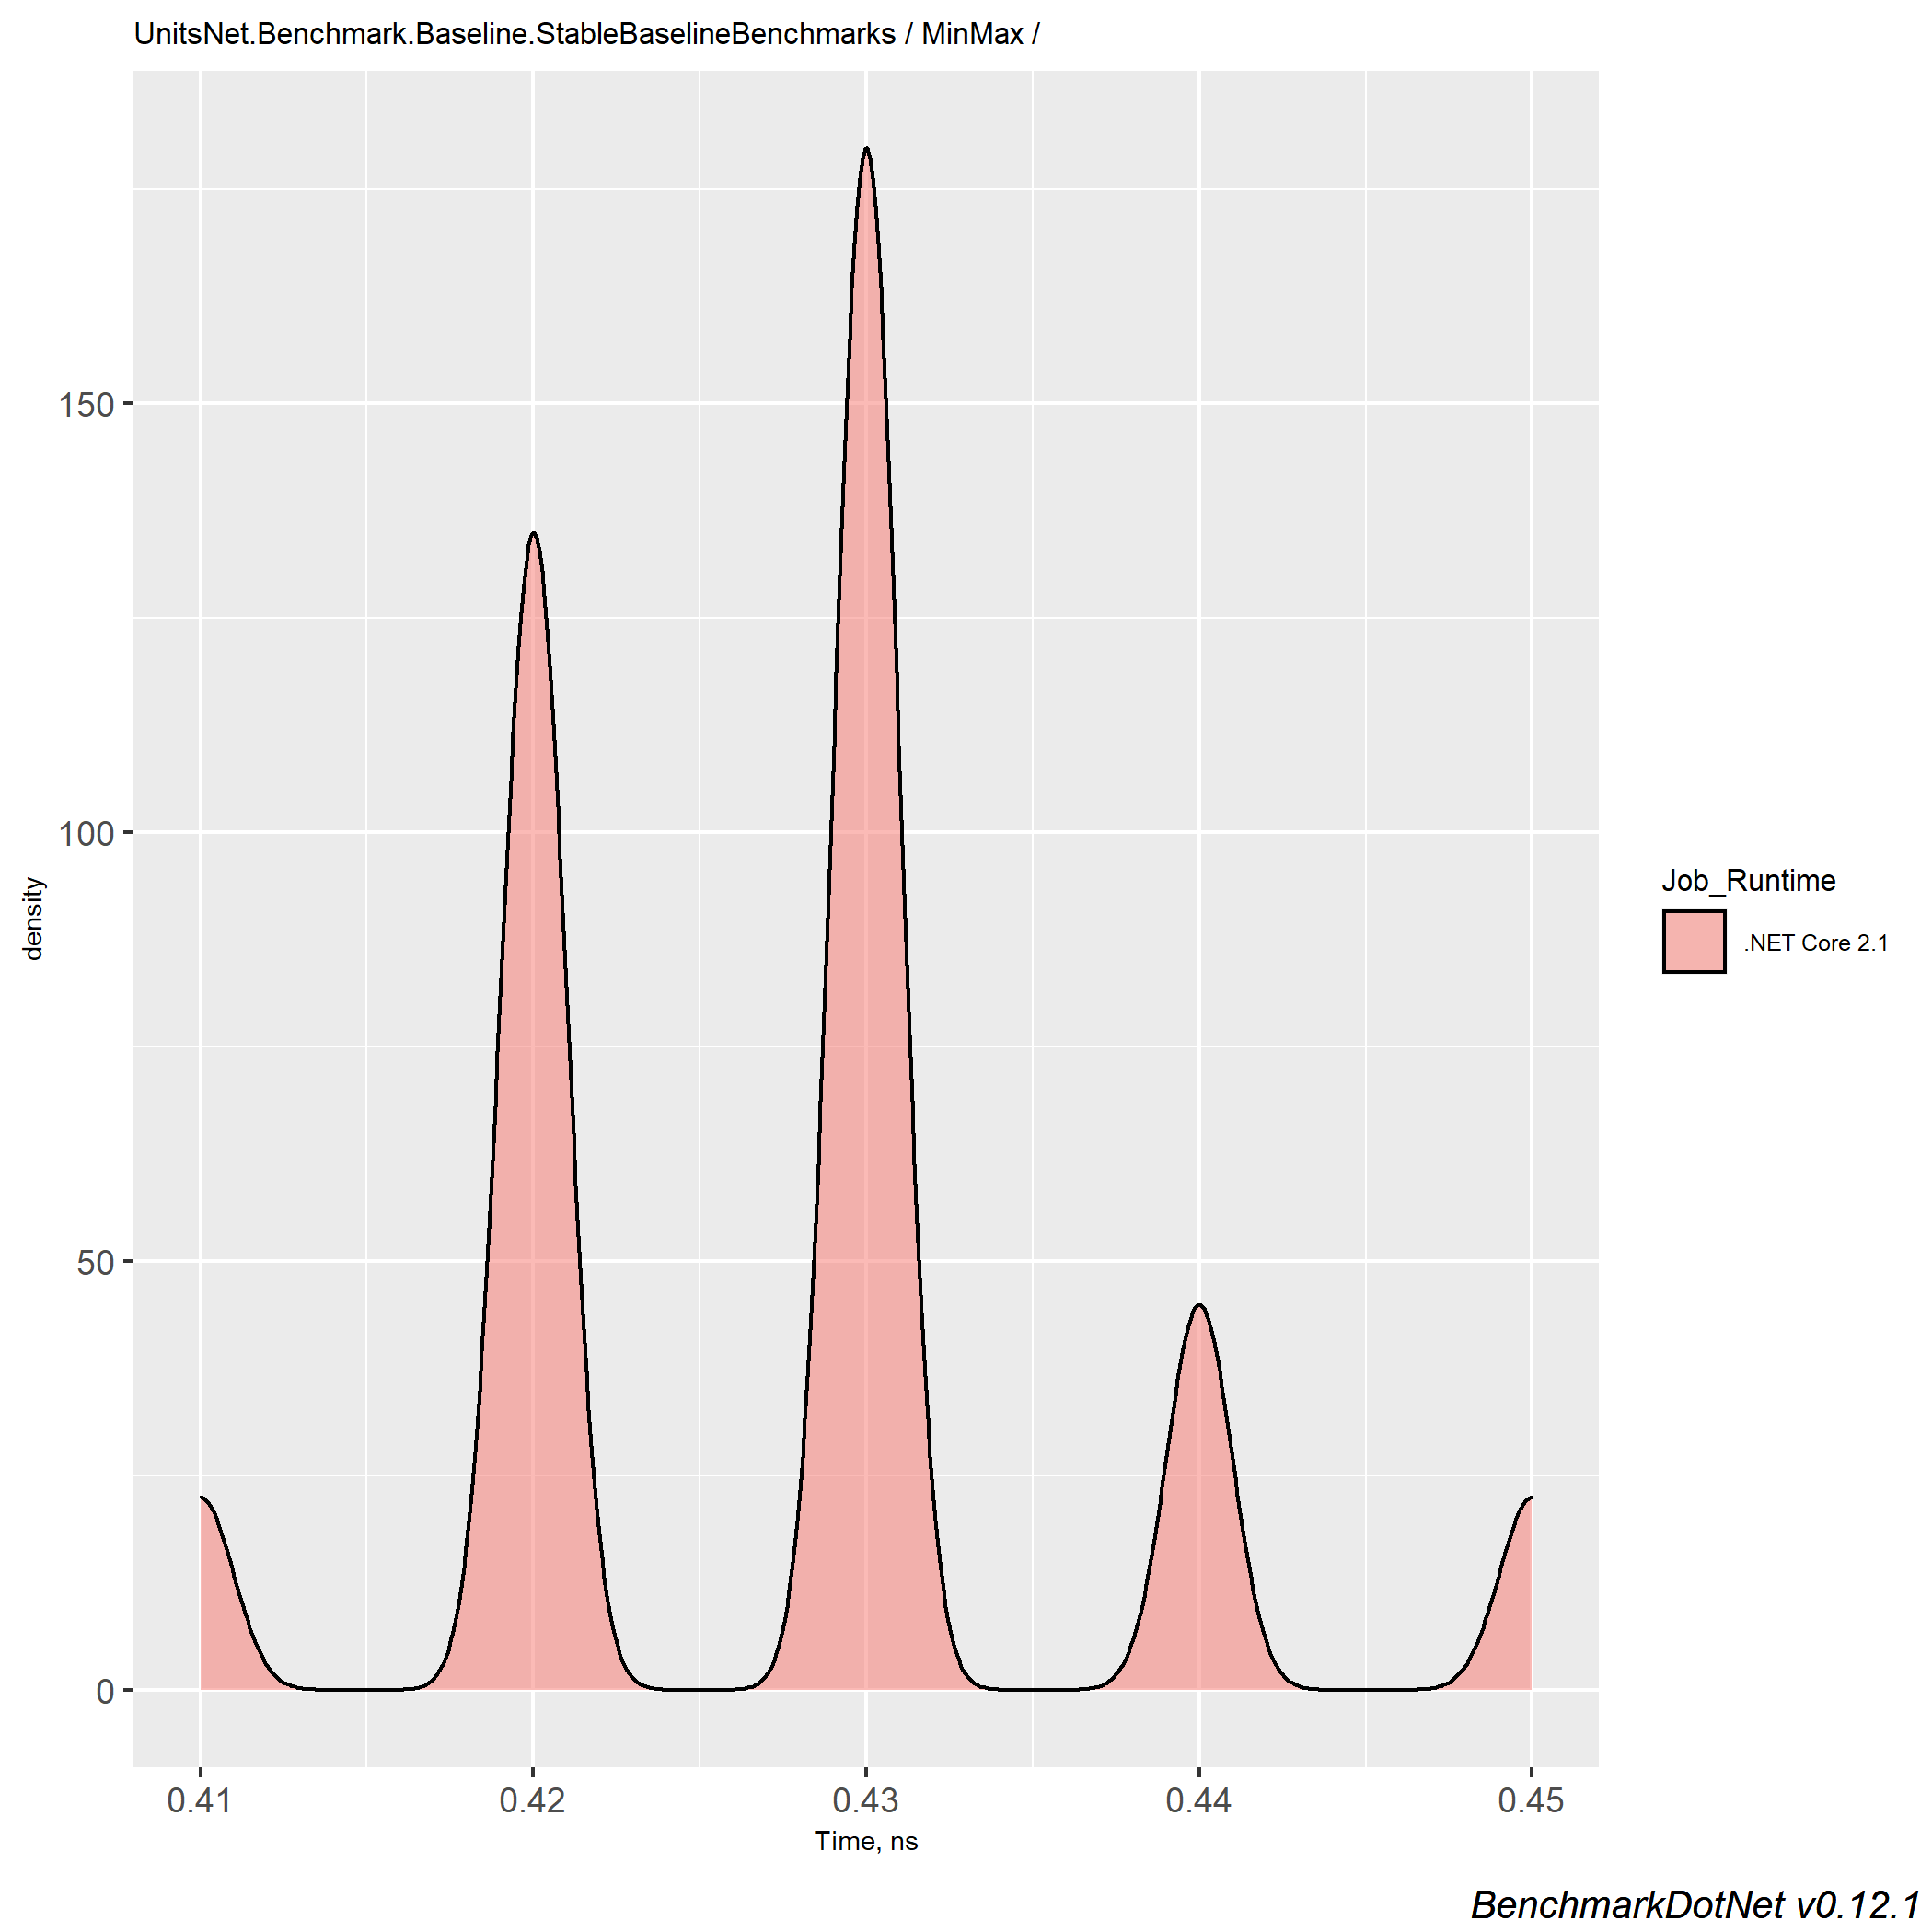 UnitsNet.Benchmark.Baseline.StableBaselineBenchmarks / MinMax /
150
100
50
0
density
0.41 0.42 0.43 0.44 0.45
Time, ns
Job_Runtime
.NET Core 2.1
BenchmarkDotNet v0.12.1